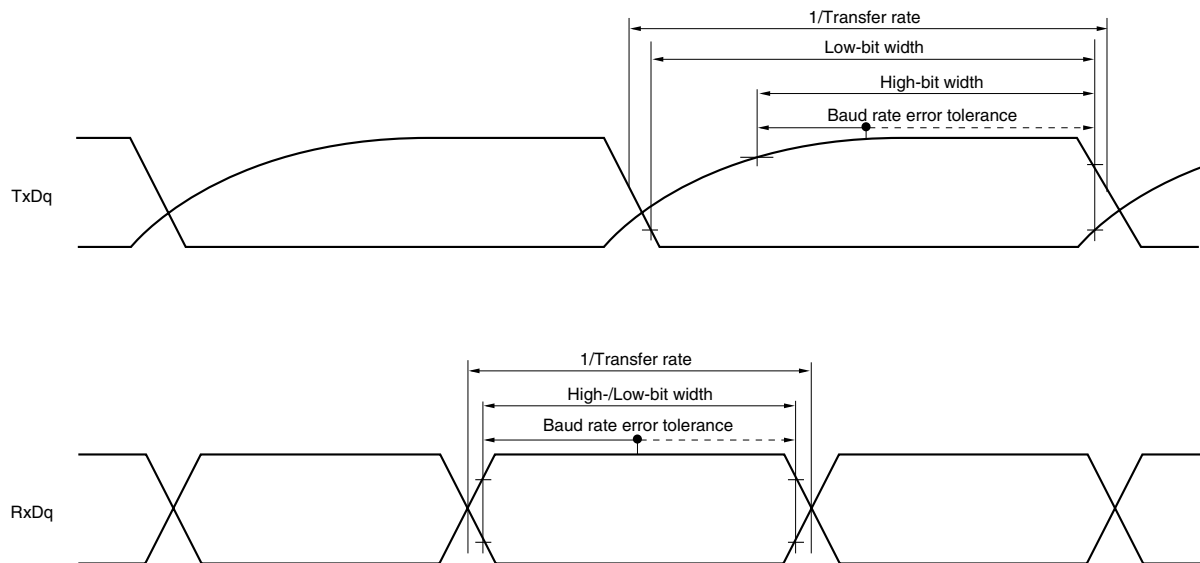 1/Transfer rate
Low-bit width
High-bit width
Baud rate error tolerance
TxDq
1/Transfer rate
High-/Low-bit width
Baud rate error tolerance
RxDq